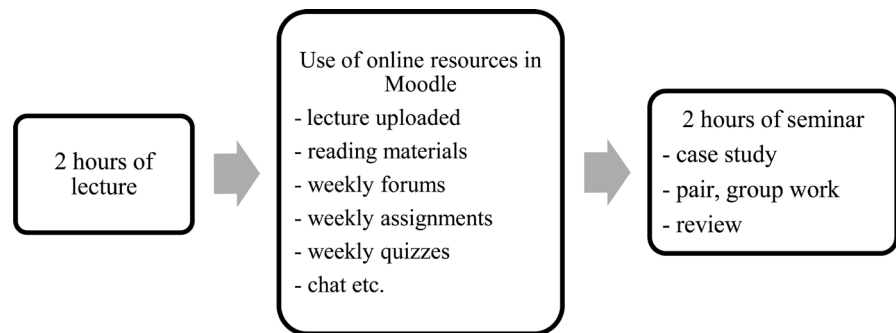 2 hours of
lecture
Use of online resources in
Moodle
- lecture uploaded
- reading materials
- weekly forums
- weekly assignments
- weekly quizzes
- chat etc.
2 hours of seminar
- case study
- pair, group work
- review